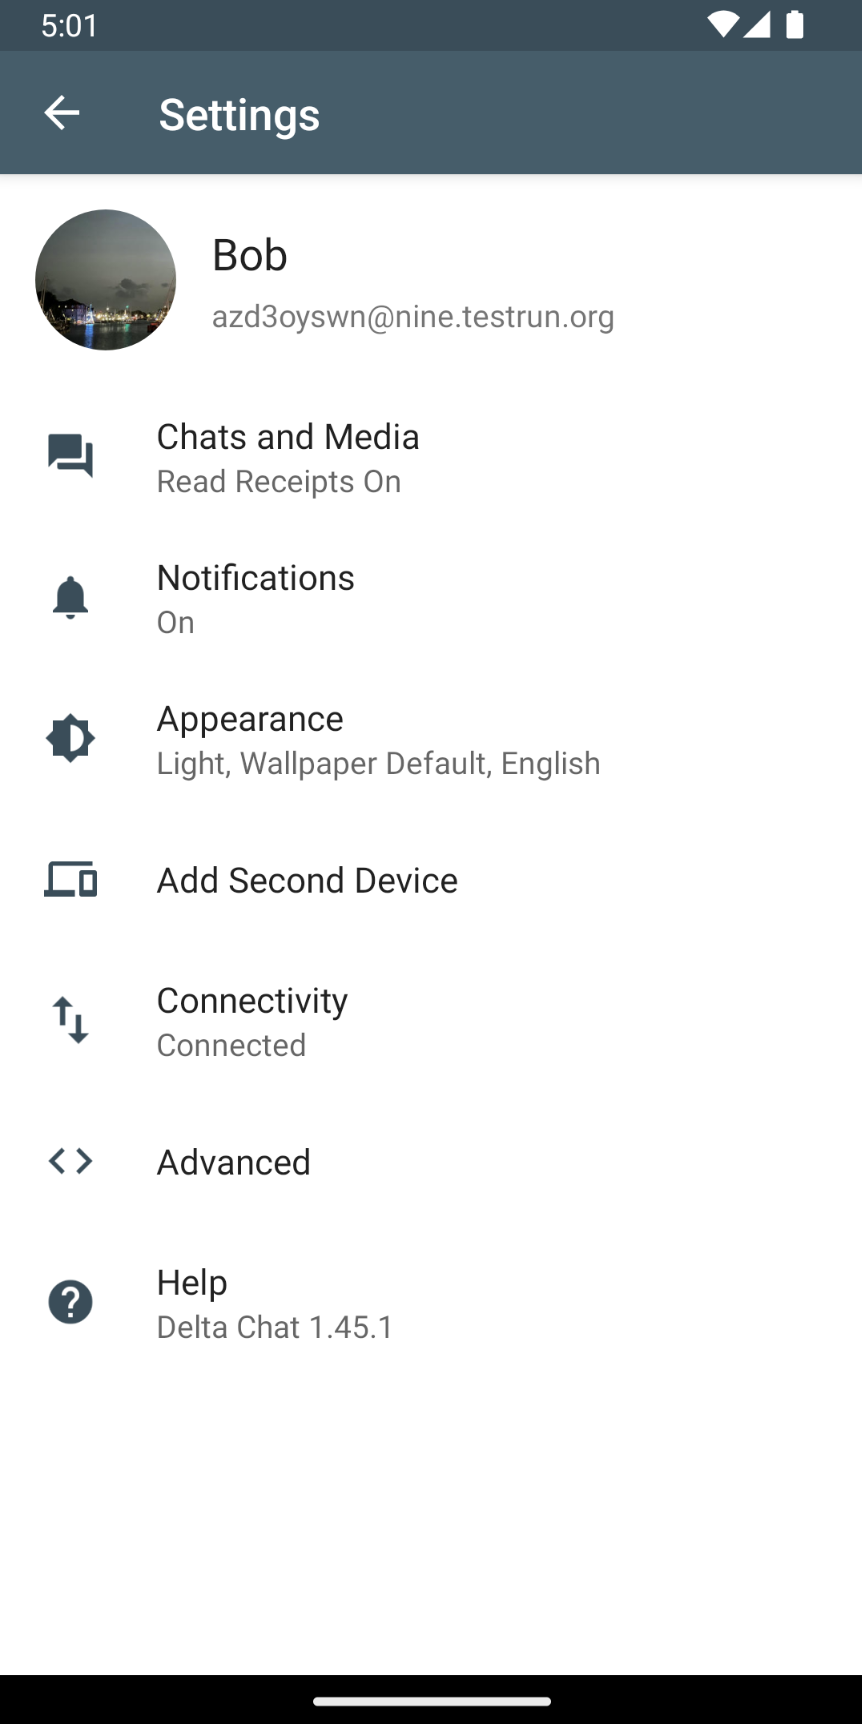 5:01
Settings
Bob
azd3oyswn@nine.testrun.org
Chats and Media
Read Receipts On
Notifications
On
Appearance
Light, Wallpaper Default, English
Add Second Device
Connectivity
Connected
Advanced
Help
Delta Chat 1.45.1